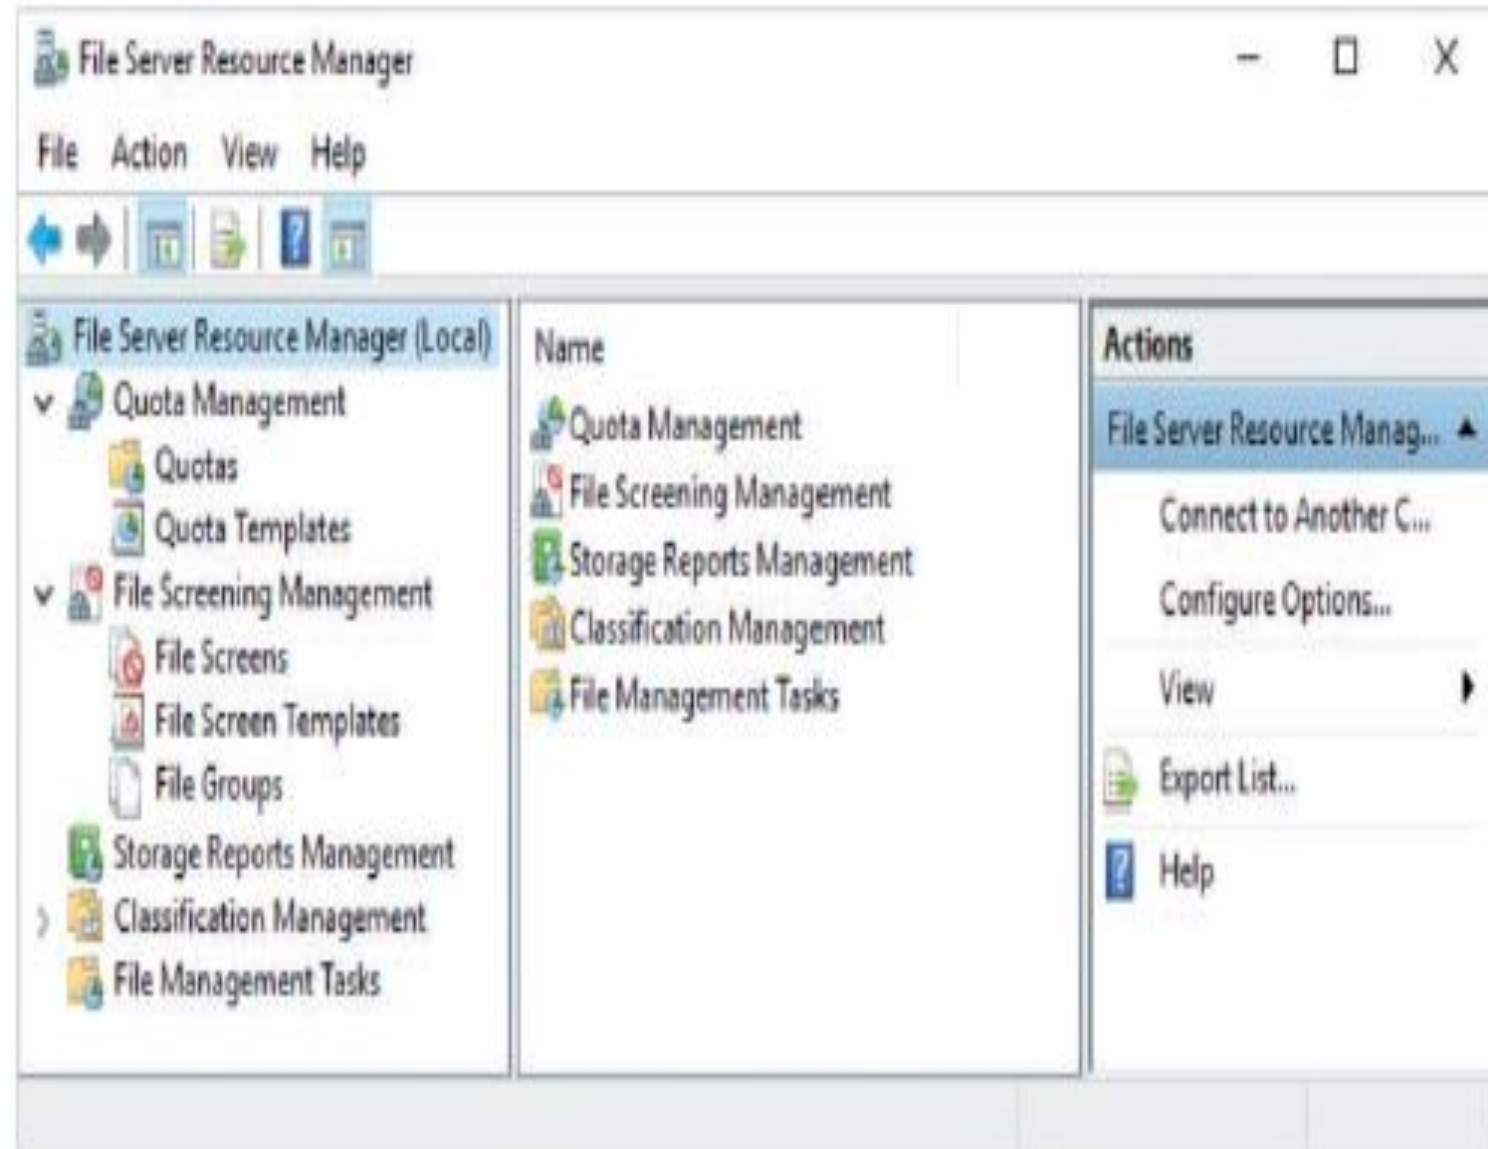 File Server Resource Manager
File Action View Help
File Server Resource Manager (Local)
Quota Management
Quotas
Quota Templates
File Screening Management
File Screens
File Screen Templates
File Groups
Storage Reports Management
Classification Management
File Management Tasks
Name
Quota Management
File Screening Management
Storage Reports Management
Classification Management
File Management Tasks
Actions
File Server Resource Manag...
Connect to Another C...
Configure Options...
View
Export List...
Help